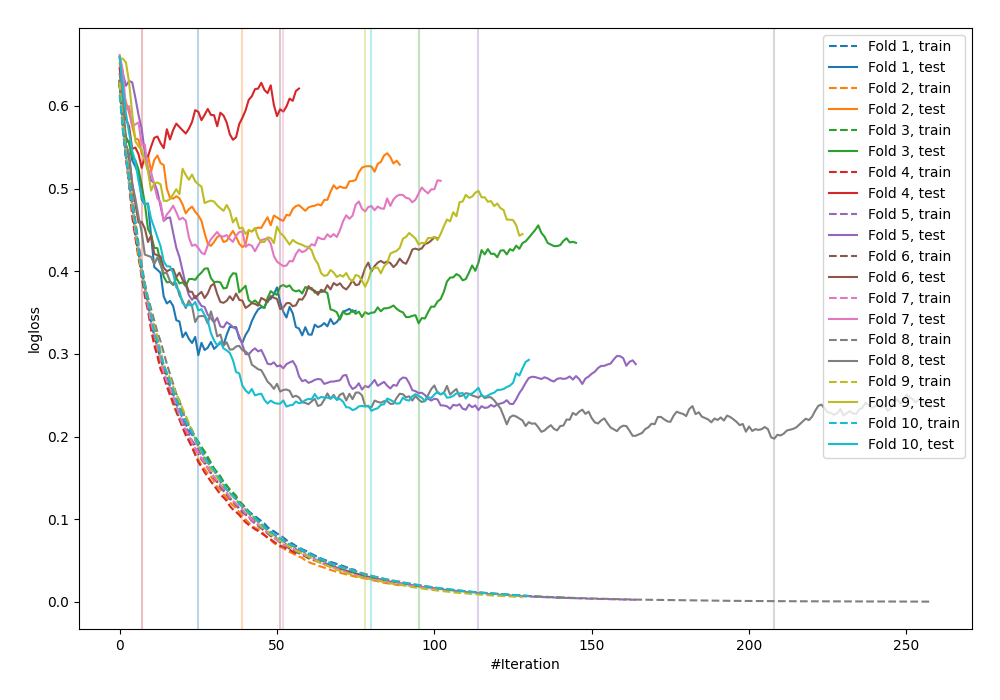 logloss
0.6
0.5
0.4
0.3
0.2
0.1
0.0
0
50
100
150
200
250
#Iteration
Fold 1, train
Fold 1, test
Fold 2, train
Fold 2, test
Fold 3, train
Fold 3, test
Fold 4, train
Fold 4, test
Fold 5, train
Fold 5, test
Fold 6, train
Fold 6, test
Fold 7, train
Fold 7, test
Fold 8, train
Fold 8, test
Fold 9, train
Fold 9, test
Fold 10, train
Fold 10, test